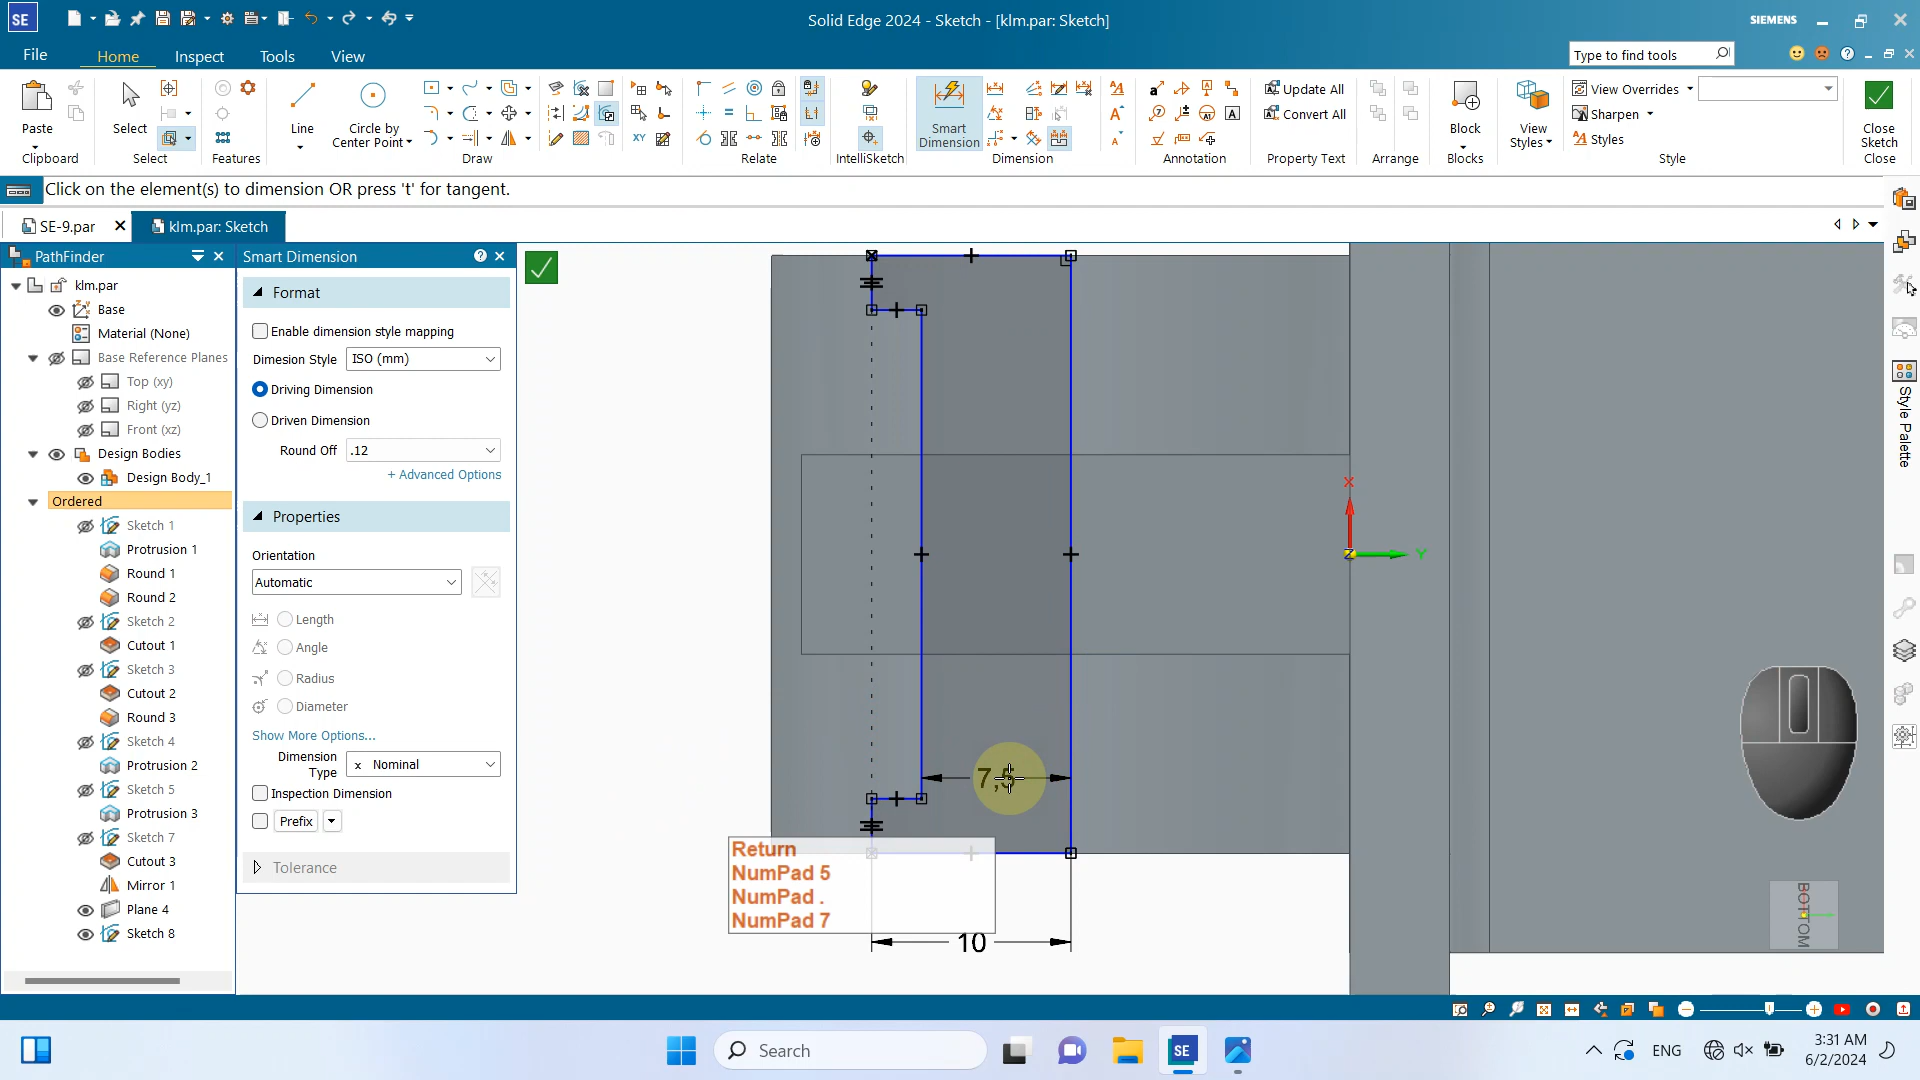 SE
Solid Edge 2024 - Sketch - [klm.par: Sketch]
SIEMENS
File
Home
Inspect
Tools
View
Type to find tools
Paste
Clipboard
Select
Select
Features
Line
Circle by
Center Point
Draw
Relate
IntelliSketch
Smart
Dimension
Dimension
Annotation
Update All
Convert All
Property Text
Arrange
Block
Blocks
View
Styles
View Overrides
Sharpen
Styles
Style
Close
Sketch
Close
Click on the element(s) to dimension OR press 't' for tangent.
SE-9.par
klm.par: Sketch
PathFinder
klm.par
Base
Material (None)
Base Reference Planes
Top (xy)
Right (yz)
Front (xz)
Design Bodies
Design Body_1
Ordered
Sketch 1
Protrusion 1
Round 1
Round 2
Sketch 2
Cutout 1
Sketch 3
Cutout 2
Round 3
Sketch 4
Protrusion 2
Sketch 5
Protrusion 3
Sketch 7
Cutout 3
Mirror 1
Plane 4
Sketch 8
Smart Dimension
Format
Enable dimension style mapping
Dimesion Style
ISO (mm)
Driving Dimension
Driven Dimension
Round Off
.12
+ Advanced Options
Properties
Orientation
Automatic
Length
Angle
Radius
Diameter
Show More Options...
Dimension
Type
x Nominal
Inspection Dimension
Prefix
Tolerance
X
Y
Z
7,5
10
Return
NumPad 5
NumPad .
NumPad 7
BOTTOM
Style Palette
Search
SE
ENG
3:31 AM
6/2/2024